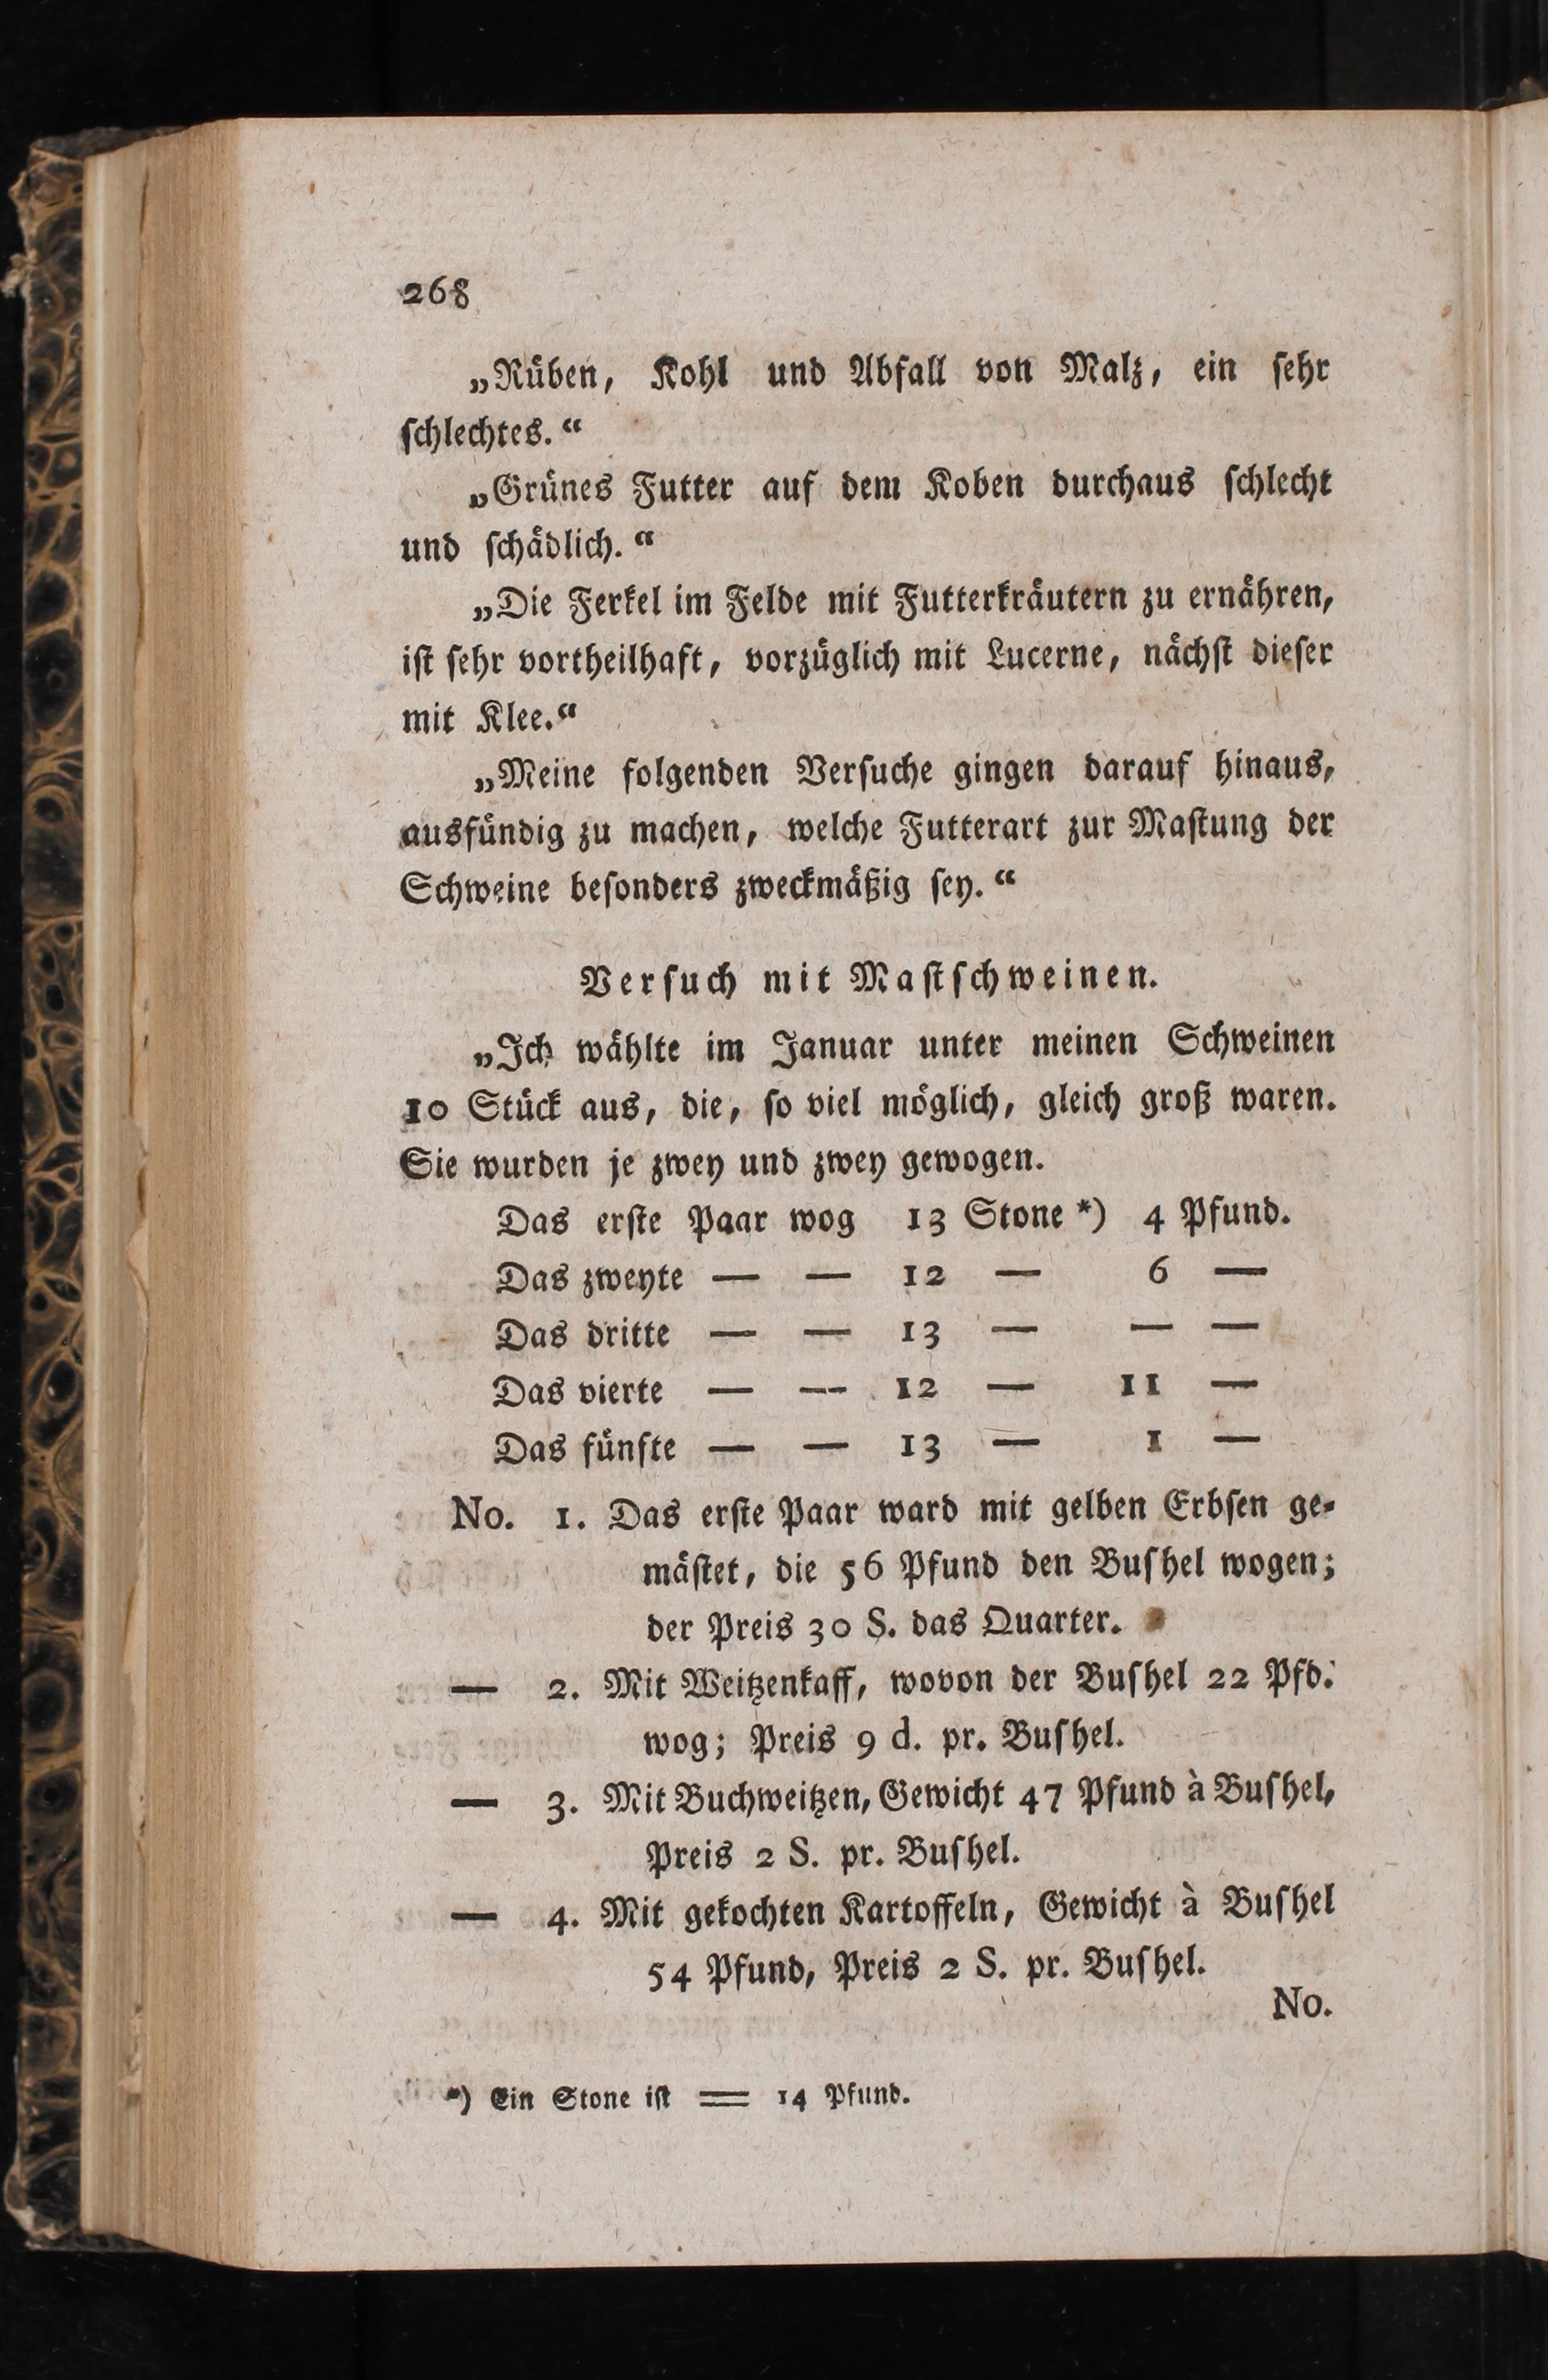 268
„Rüben, Kohl und Abfall von Malz, ein ſehr
ſchlechtes.“
„Grünes Futter auf dem Koben durchaus ſchlecht
und ſchädlich.“
„Die Ferkel im Felde mit Futterkräutern zu ernähren,
iſt ſehr vortheilhaft, vorzüglich mit Lucerne, nächſt dieſer
mit Klee.“
„Meine folgenden Verſuche gingen darauf hinaus,
ausfündig zu machen, welche Futterart zur Maſtung der
Schweine beſonders zweckmäßig ſey.“
Verſuch mit Maſtſchweinen.
„Ich wählte im Januar unter meinen Schweinen
10 Stück aus, die, ſo viel möglich, gleich groß waren.
Sie wurden je zwey und zwey gewogen.
Das erſte Paar wog 13 Stone *) 4 Pfund.
Das zweyte — — 12 — 6 —
Das dritte — — 13 — — —
Das vierte — — 12 — 11 —
Das fünfte — — 13 — 1 —
No. 1. Das erſte Paar ward mit gelben Erbſen ge-
mäſtet, die 56 Pfund den Buſhel wogen;
der Preis 30 S. das Quarter.
— 2. Mit Weitzenkaff, wovon der Buſhel 22 Pfd.
wog; Preis 9 d. pr. Buſhel.
— 3. Mit Buchweitzen, Gewicht 47 Pfund à Buſhel,
Preis 2 S. pr. Buſhel.
— 4. Mit gekochten Kartoffeln, Gewicht à Buſhel
54 Pfund, Preis 2 S. pr. Buſhel.
No.
*) Ein Stone iſt = 14 Pfund.